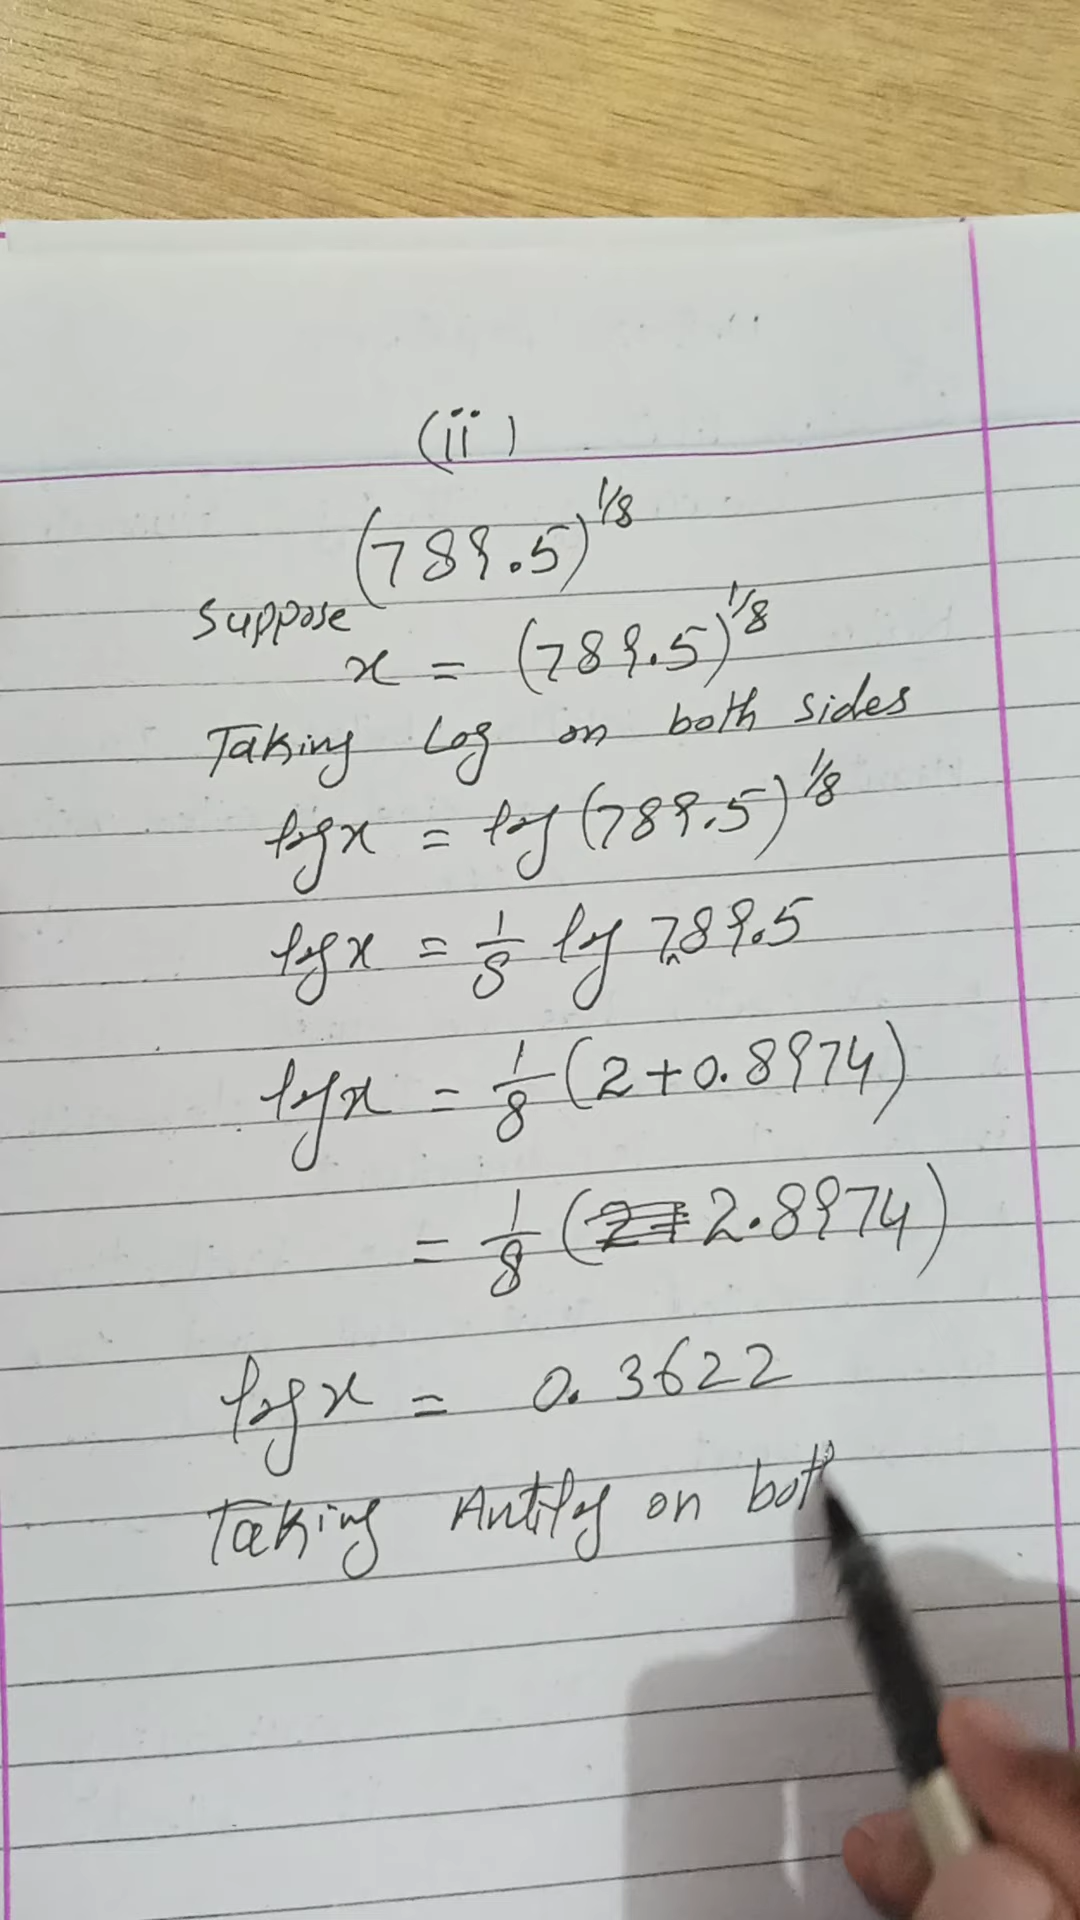 (ii)
(789.5)^1/8
Suppose
x = (789.5)^1/8
Taking Log on both sides
log x = log (789.5)^1/8
log x = 1/8 log 789.5
log x = 1/8 (2+0.8974)
= 1/8 (2.8974)
log x = 0.3622
Taking Antilog on both